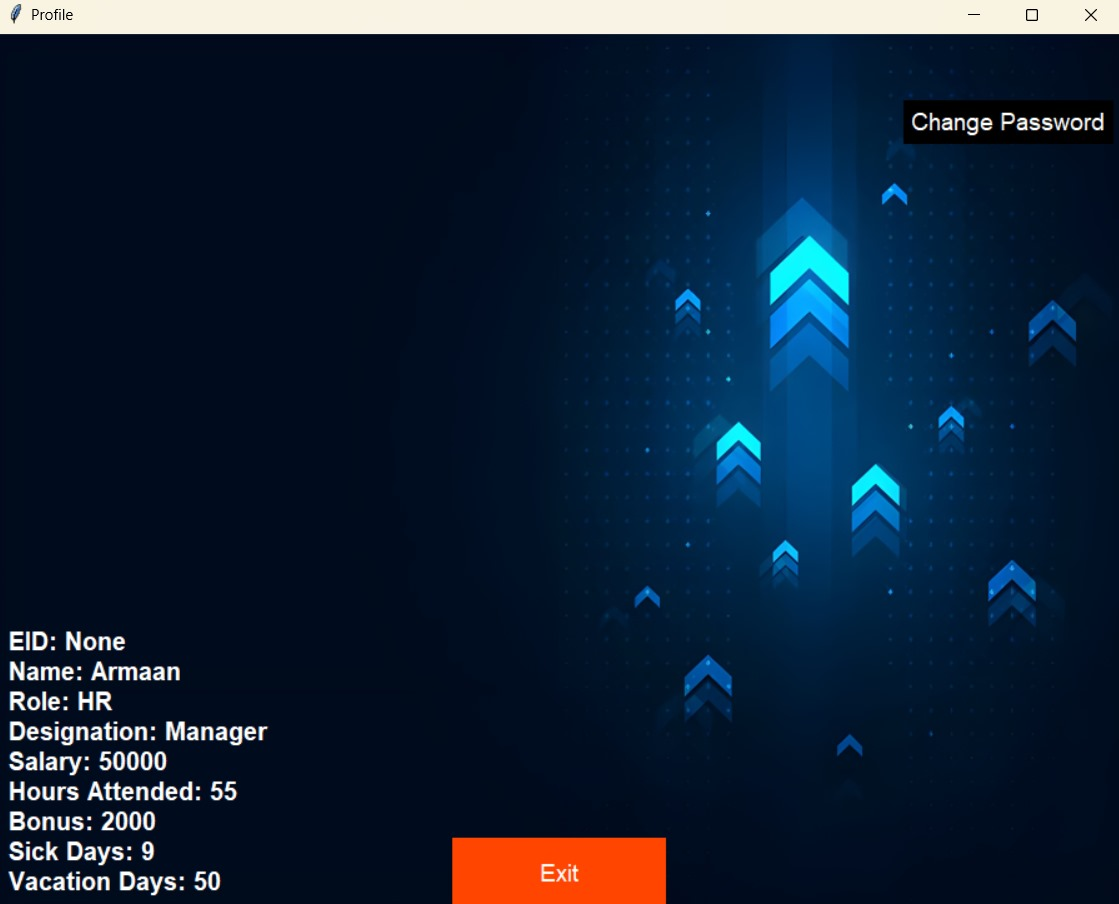 Profile
Change Password
EID: None
Name: Armaan
Role: HR
Designation: Manager
Salary: 50000
Hours Attended: 55
Bonus: 2000
Sick Days: 9
Vacation Days: 50
Exit